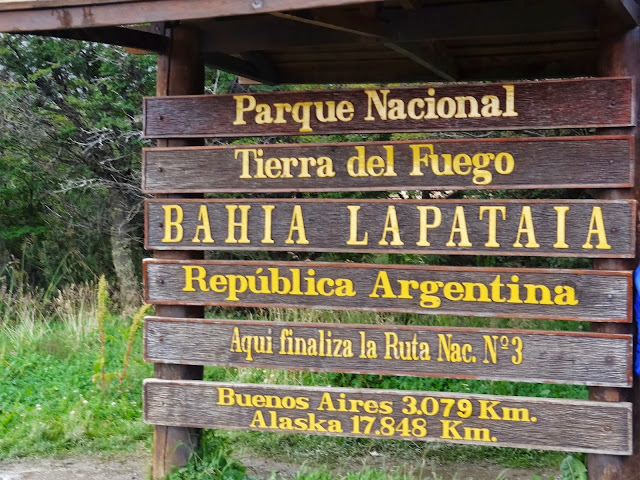 Parque Nacional
Tierra del Fuego
BAHIA LAPATAIA
República Argentina
Aqui finaliza la Ruta Nac. Nº3
Buenos Aires 3.079 Km.
Alaska 17.848 Km.